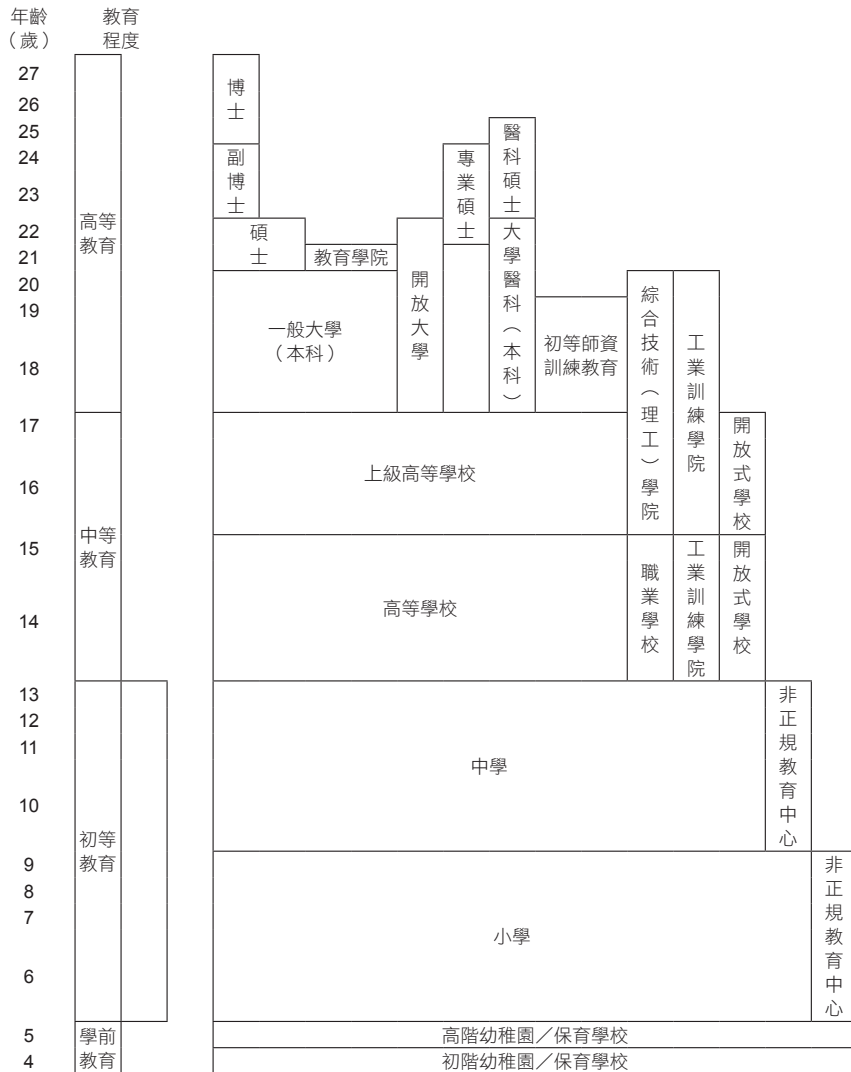 年齡
（歲）
教育
程度
27
26
25
24
23
22
21
20
19
18
17
16
15
14
13
12
11
10
9
8
7
6
5
4
高等
教育
中等
教育
初等
教育
學前
教育
博士
副博士
碩士
教育學院
一般大學
（本科）
開放大學
專業碩士
醫科碩士
大學醫科（本科）
初等師資
訓練教育
綜合技術（理工）學院
工業訓練學院
開放式學校
上級高等學校
高等學校
職業學校
工業訓練學院
開放式學校
中學
非正規教育中心
小學
非正規教育中心
高階幼稚園／保育學校
初階幼稚園／保育學校